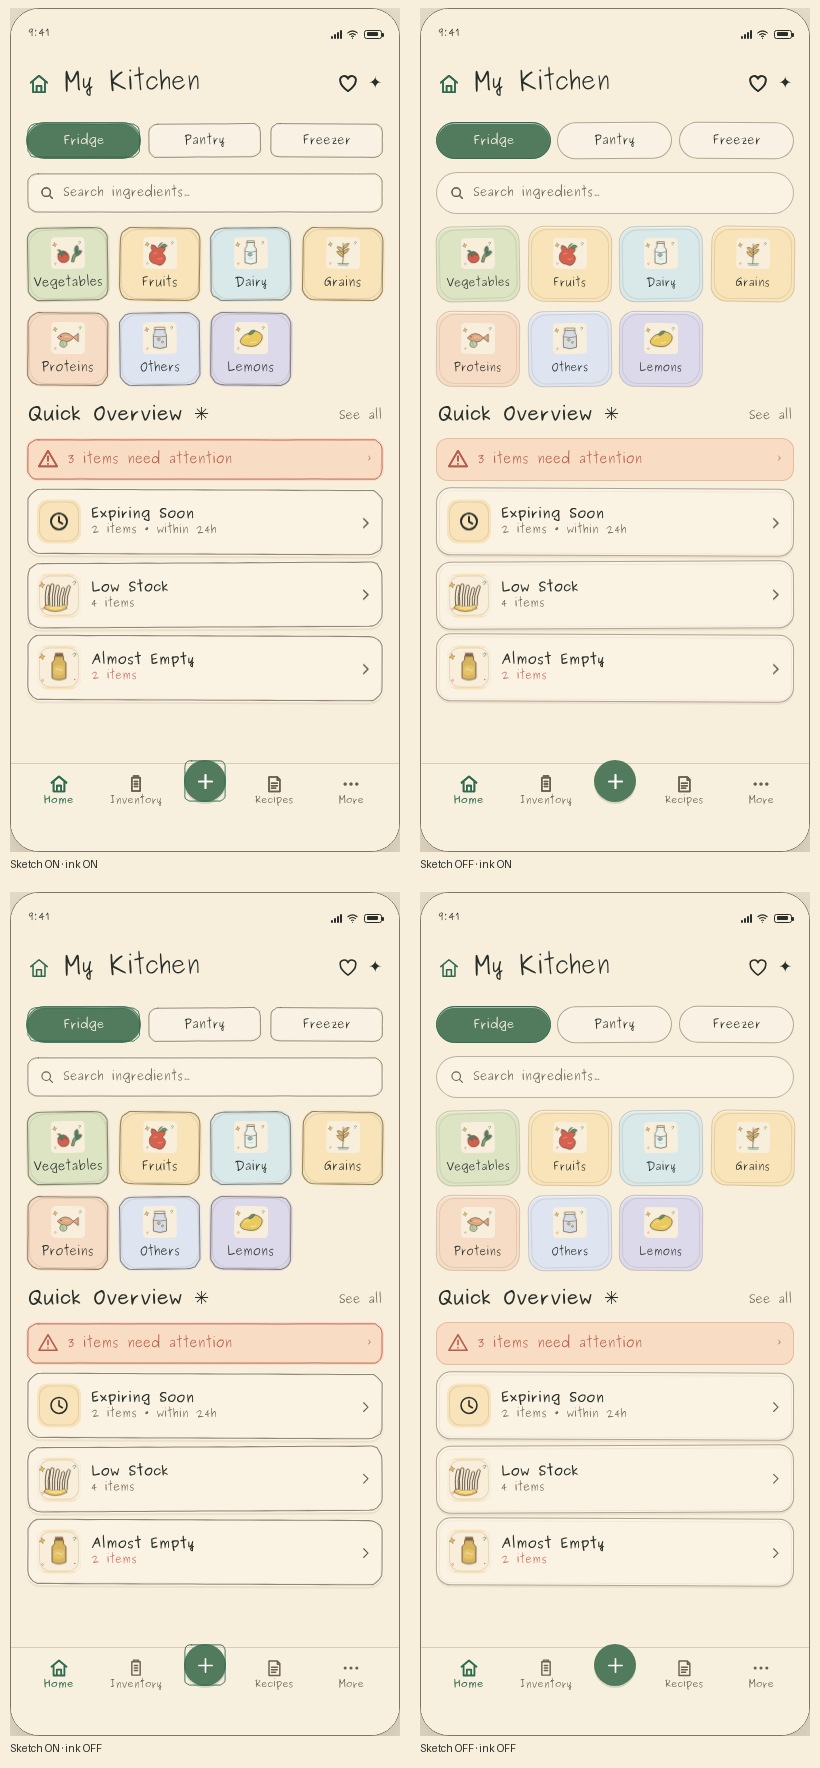 9:41
9:41
My Kitchen
My Kitchen
Fridge Pantry Freezer
Fridge Pantry Freezer
Search ingredients...
Search ingredients...
Vegetables Fruits Dairy Grains
Vegetables Fruits Dairy Grains
Proteins Others Lemons
Proteins Others Lemons
Quick Overview See all
Quick Overview See all
3 items need attention
3 items need attention
Expiring Soon
2 items • within 24h
Expiring Soon
2 items • within 24h
Low Stock
4 items
Low Stock
4 items
Almost Empty
2 items
Almost Empty
2 items
Home Inventory Recipes More
Home Inventory Recipes More
Sketch ON · ink ON
Sketch OFF · ink ON
9:41
9:41
My Kitchen
My Kitchen
Fridge Pantry Freezer
Fridge Pantry Freezer
Search ingredients...
Search ingredients...
Vegetables Fruits Dairy Grains
Vegetables Fruits Dairy Grains
Proteins Others Lemons
Proteins Others Lemons
Quick Overview See all
Quick Overview See all
3 items need attention
3 items need attention
Expiring Soon
2 items • within 24h
Expiring Soon
2 items • within 24h
Low Stock
4 items
Low Stock
4 items
Almost Empty
2 items
Almost Empty
2 items
Home Inventory Recipes More
Home Inventory Recipes More
Sketch ON · ink OFF
Sketch OFF · ink OFF